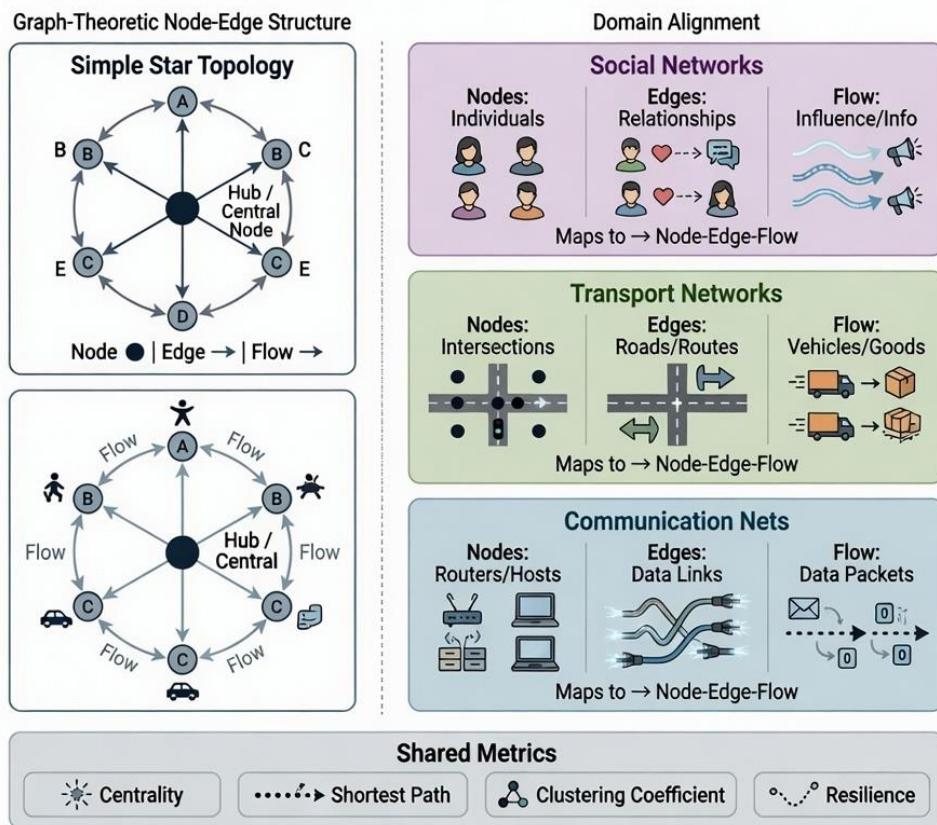 Graph-Theoretic Node-Edge Structure
Simple Star Topology
A
B B
B C
Hub /
Central
Node
E C
C E
D
Node | Edge → | Flow →
Flow A Flow
B
B
Flow
Hub /
Central
Flow
C
C
Flow C Flow
Domain Alignment
Social Networks
Nodes:
Individuals
Edges:
Relationships
Flow:
Influence/Info
Maps to → Node-Edge-Flow
Transport Networks
Nodes:
Intersections
Edges:
Roads/Routes
Flow:
Vehicles/Goods
Maps to → Node-Edge-Flow
Communication Nets
Nodes:
Routers/Hosts
Edges:
Data Links
Flow:
Data Packets
0
0
0 0
Maps to → Node-Edge-Flow
Shared Metrics
Centrality
Shortest Path
Clustering Coefficient
Resilience